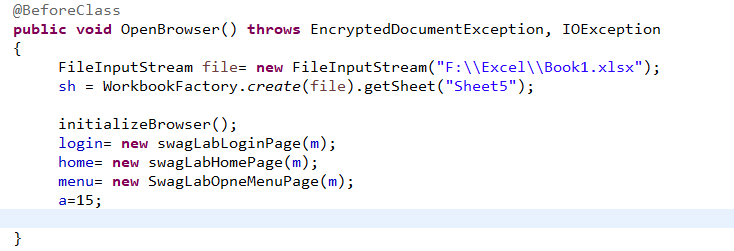 @BeforeClass
public void OpenBrowser() throws EncryptedDocumentException, IOException
{
FileInputStream file= new FileInputStream("F:\\Excel\\Book1.xlsx");
sh = WorkbookFactory.create(file).getSheet("Sheet5");
initializeBrowser();
login= new swagLabLoginPage(m);
home= new swagLabHomePage(m);
menu= new SwagLabOpneMenuPage(m);
a=15;
}